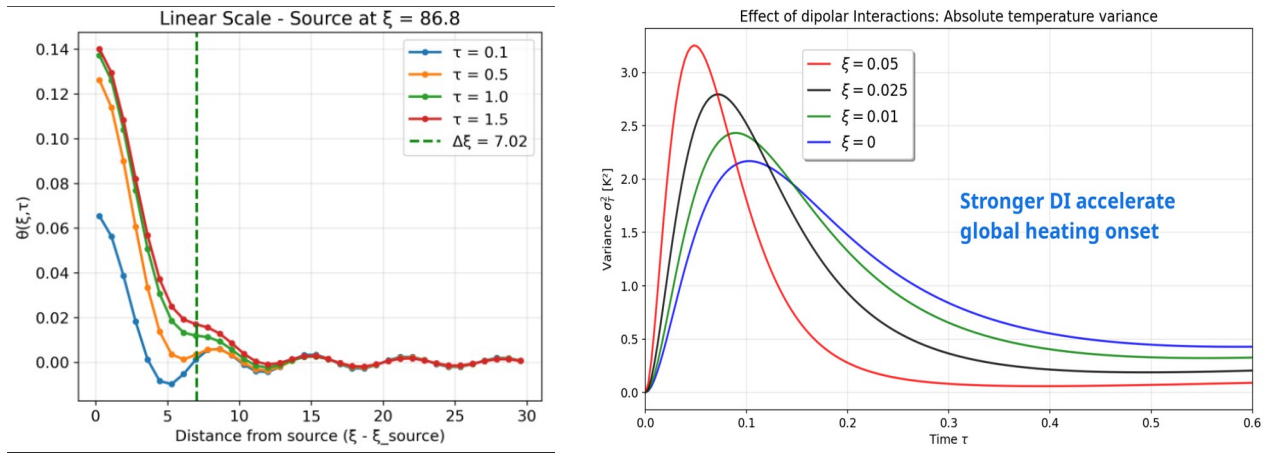 Linear Scale - Source at ξ = 86.8
τ = 0.1
τ = 0.5
τ = 1.0
τ = 1.5
Δξ = 7.02
θ(ξ,τ)
0.14
0.12
0.10
0.08
0.06
0.04
0.02
0.00
0 5 10 15 20 25 30
Distance from source (ξ - ξ_source)
Effect of dipolar Interactions: Absolute temperature variance
ξ = 0.05
ξ = 0.025
ξ = 0.01
ξ = 0
Stronger DI accelerate
global heating onset
Variance σ²_T [K²]
3.0
2.5
2.0
1.5
1.0
0.5
0.0
0.0 0.1 0.2 0.3 0.4 0.5 0.6
Time τ